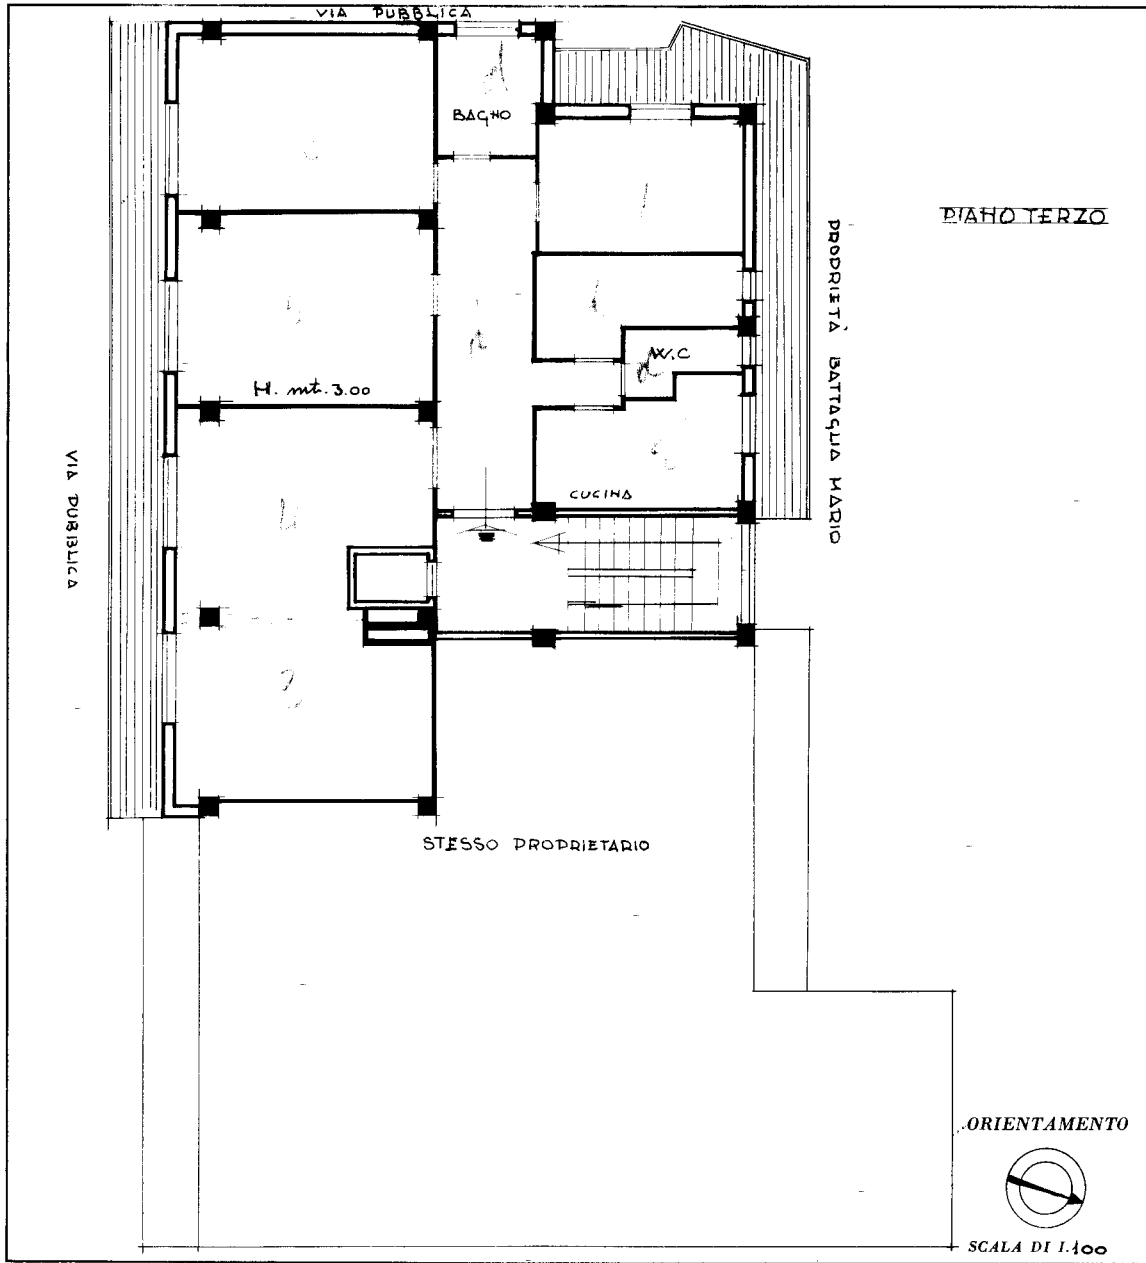 VIA PUBBLICA
BAGNO
PIANO TERZO
PROPRIETÀ BATTAGLIA MARIO
W.C
H. mt. 3.00
VIA PUBBLICA
CUCINA
STESSO PROPRIETARIO
ORIENTAMENTO
SCALA DI 1.100